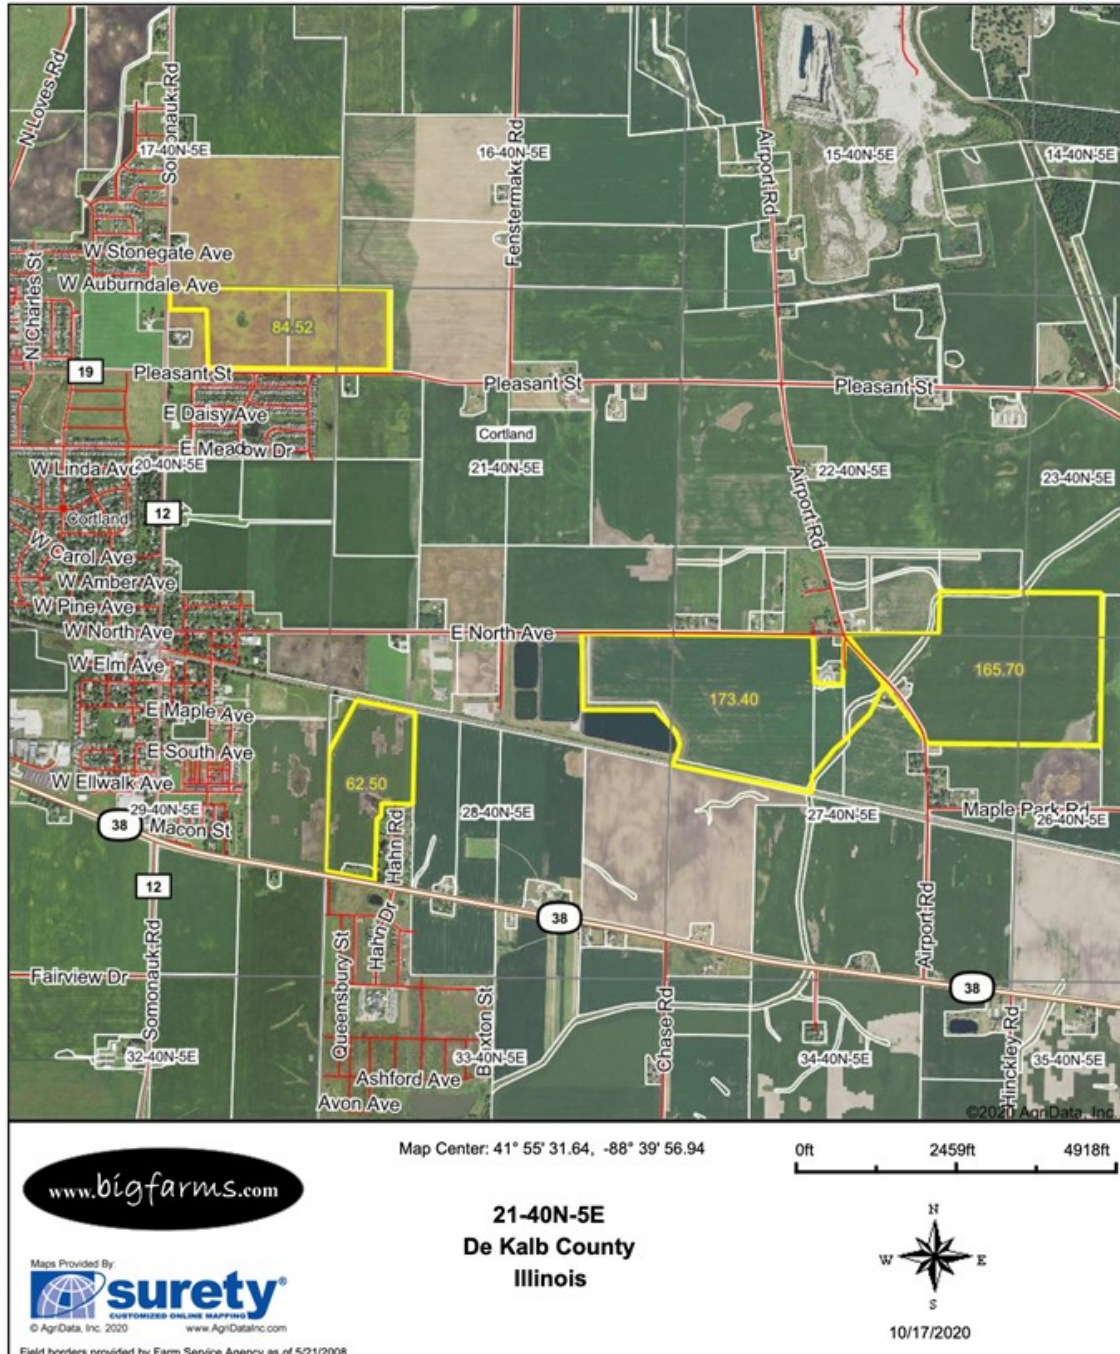 N Loves Rd
Somonauk Rd
17-40N-5E
16-40N-5E
Fenstermaker Rd
Airport Rd
15-40N-5E
14-40N-5E
W Stonegate Ave
N Charles St
W Auburndale Ave
84.52
19
Pleasant St
Pleasant St
Pleasant St
E Daisy Ave
Cortland
E Meadow Dr
W Linda Ave
20-40N-5E
21-40N-5E
22-40N-5E
23-40N-5E
Airport Rd
12
Cortland
W Carol Ave
W Amber Ave
W Pine Ave
W North Ave
E North Ave
W Elm Ave
173.40
165.70
E Maple Ave
E South Ave
W Ellwalk Ave
62.50
29-40N-5E
28-40N-5E
27-40N-5E
Maple Park Rd
26-40N-5E
38
Macon St
Hahn Rd
12
38
Airport Rd
Hahn Dr
Queensbury St
Fairview Dr
Somonauk Rd
38
Chase Rd
Hinckley Rd
32-40N-5E
33-40N-5E
34-40N-5E
35-40N-5E
Ashford Ave
Avon Ave
©2020 AgriData, Inc.
Map Center: 41° 55' 31.64, -88° 39' 56.94
0ft 2459ft 4918ft
www.bigfarms.com
21-40N-5E
De Kalb County
Illinois
N
W E
S
Maps Provided By:
surety®
CUSTOMIZED ONLINE MAPPING
© AgriData, Inc. 2020 www.AgriDataInc.com
10/17/2020
Field borders provided by Farm Service Agency as of 5/21/2008.